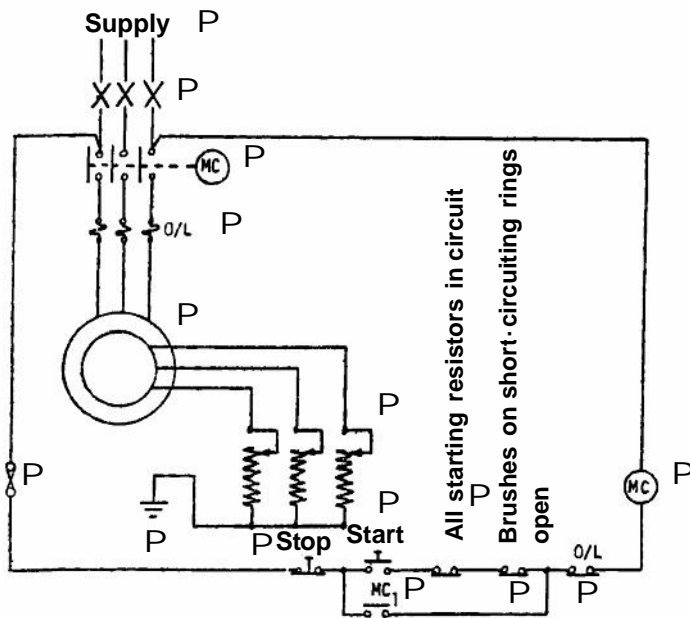 Supply P
P
MC P
O/L P
P
P
P
P
P
P
P
MC P
All starting resistors in circuit
Brushes on short-circuiting rings
open
Stop Start
O/L
MC1 P
P
P